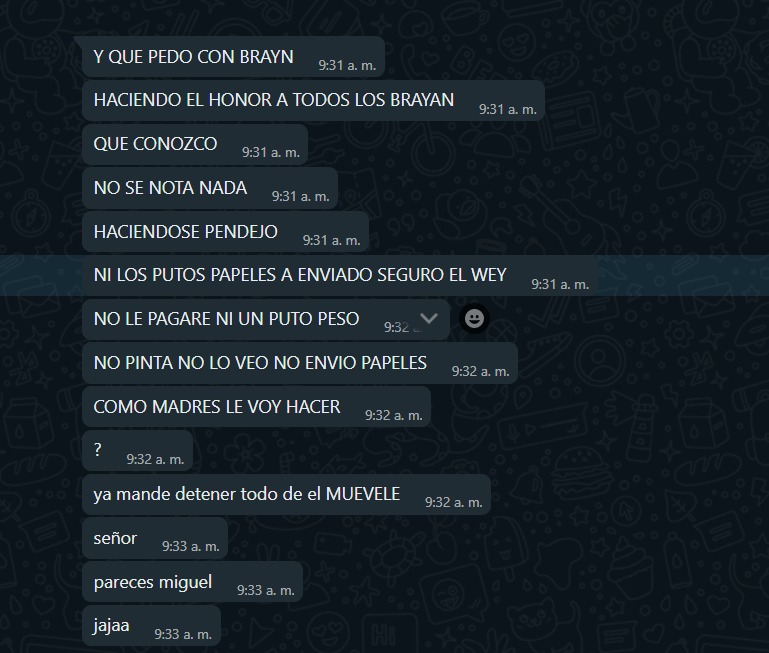 Y QUE PEDO CON BRAYN
9:31 a. m.
HACIENDO EL HONOR A TODOS LOS BRAYAN
9:31 a. m.
QUE CONOZCO
9:31 a. m.
NO SE NOTA NADA
9:31 a. m.
HACIENDOSE PENDEJO
9:31 a. m.
NI LOS PUTOS PAPELES A ENVIADO SEGURO EL WEY
9:31 a. m.
NO LE PAGARE NI UN PUTO PESO
9:32 a.
NO PINTA NO LO VEO NO ENVIO PAPELES
9:32 a. m.
COMO MADRES LE VOY HACER
9:32 a. m.
?
9:32 a. m.
ya mande detener todo de el MUEVELE
9:32 a. m.
señor
9:33 a. m.
pareces miguel
9:33 a. m.
jajaa
9:33 a. m.